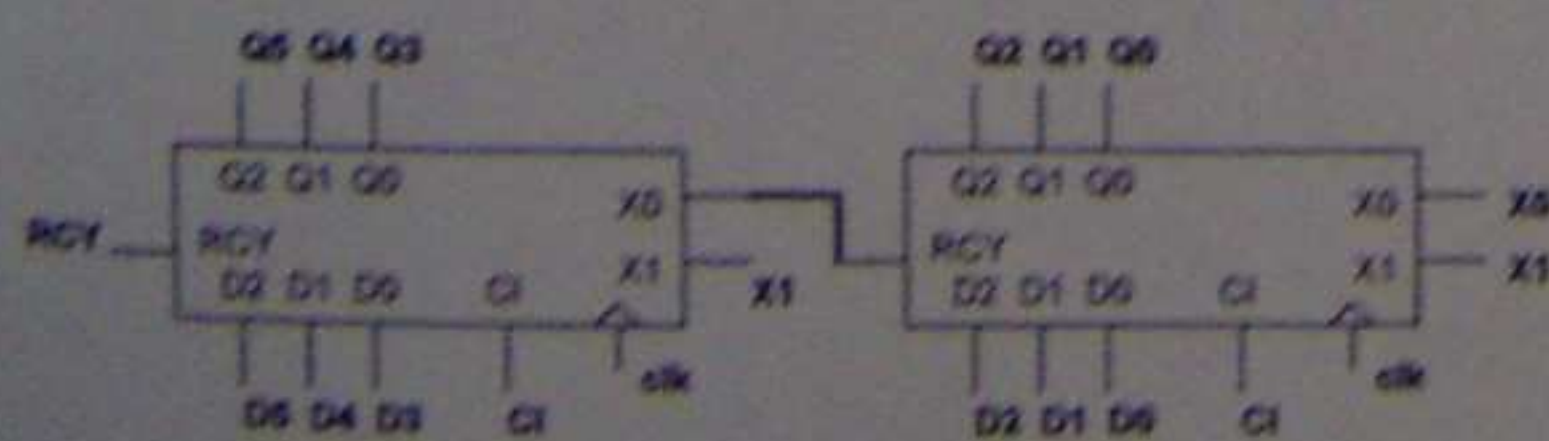 Q5 Q4 Q3
Q2 Q1 Q0
Q2 Q1 Q0
X0
RCY
RCY
X1
D2 D1 D0
CI
X1
clk
D5 D4 D3
CI
Q2 Q1 Q0
X0
X0
RCY
X1
X1
D2 D1 D0
CI
clk
D2 D1 D0
CI